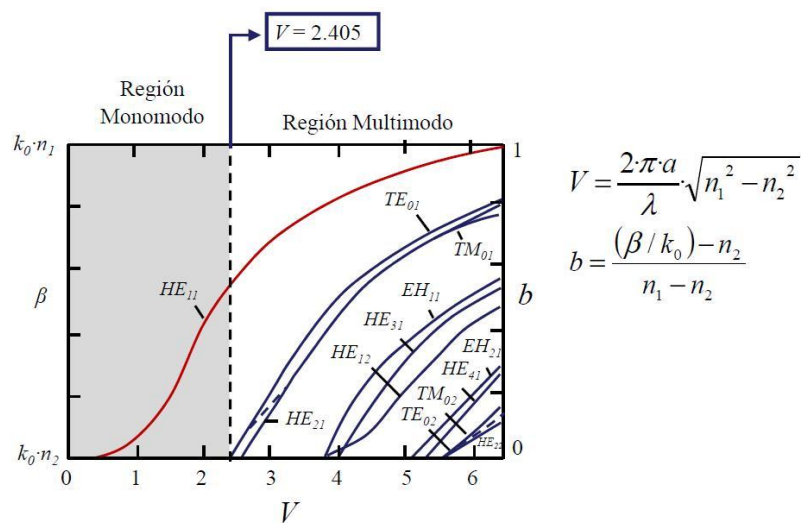 V = 2.405
Región
Monomodo
Región Multimodo
k₀·n₁
1
TE₀₁
TM₀₁
HE₁₁
EH₁₁
HE₃₁
HE₁₂
EH₂₁
HE₄₁
TM₀₂
TE₀₂
HE₂₁
HE₂₂
β
b
k₀·n₂
0
0 1 2 3 4 5 6
V
V = 2·π·a/λ·√(n₁² − n₂²)
b = ((β / k₀) − n₂)/(n₁ − n₂)